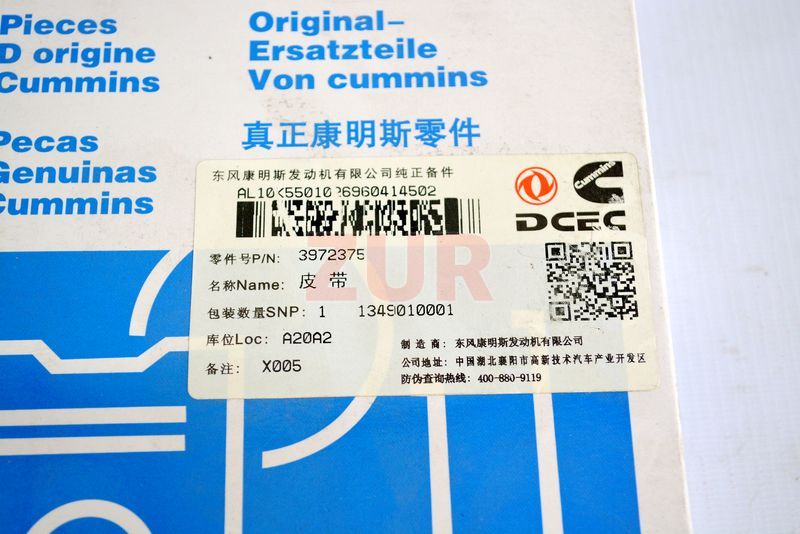 Pieces
D origine
Cummins
Original-
Ersatzteile
Von cummins
Pecas
Genuinas
Cummins
真正康明斯零件
东风康明斯发动机有限公司纯正备件
Cummins
DCEC
零件号P/N: 3972375
名称Name: 皮带
包装数量SNP: 1 1349010001
库位Loc: A20A2
备注: X005
制造商: 东风康明斯发动机有限公司
公司地址: 中国湖北襄阳市高新技术汽车产业开发区
防伪查询热线: 400-880-9119
ZUR